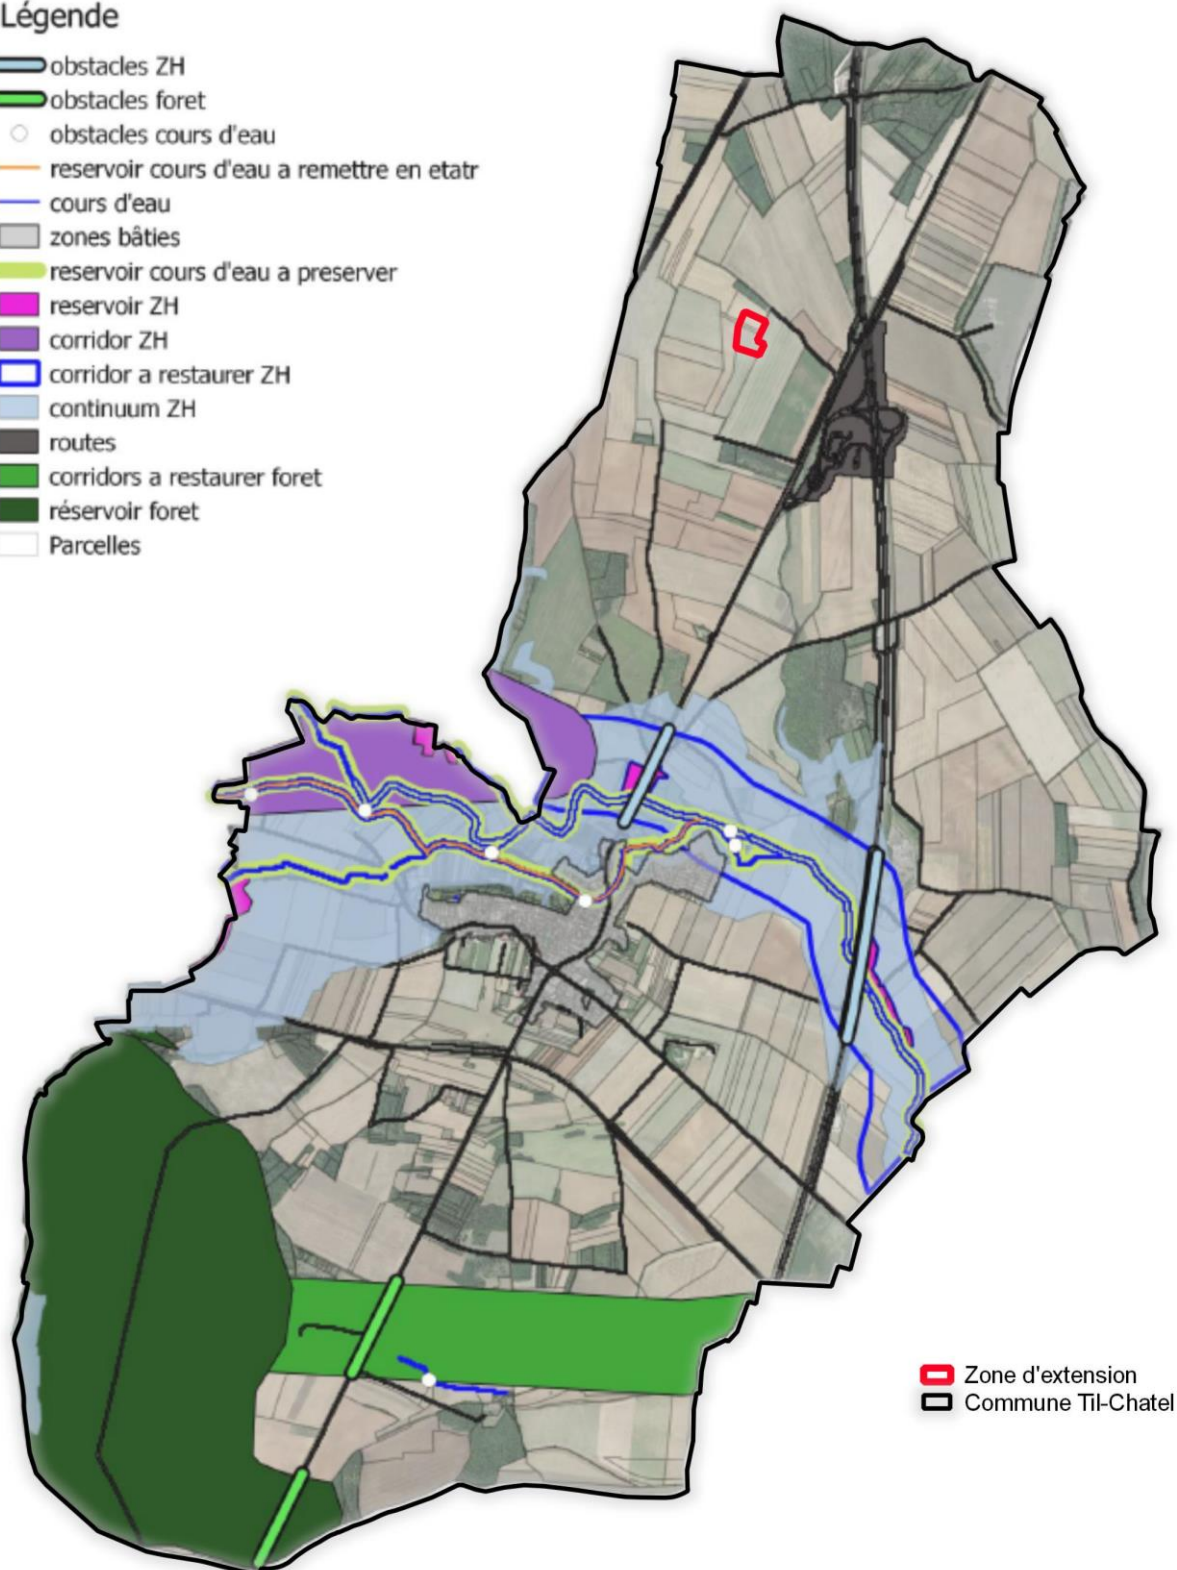 Légende
obstacles ZH
obstacles foret
obstacles cours d'eau
reservoir cours d'eau a remettre en etatr
cours d'eau
zones bâties
reservoir cours d'eau a preserver
reservoir ZH
corridor ZH
corridor a restaurer ZH
continuum ZH
routes
corridors a restaurer foret
réservoir foret
Parcelles
Zone d'extension
Commune Til-Chatel